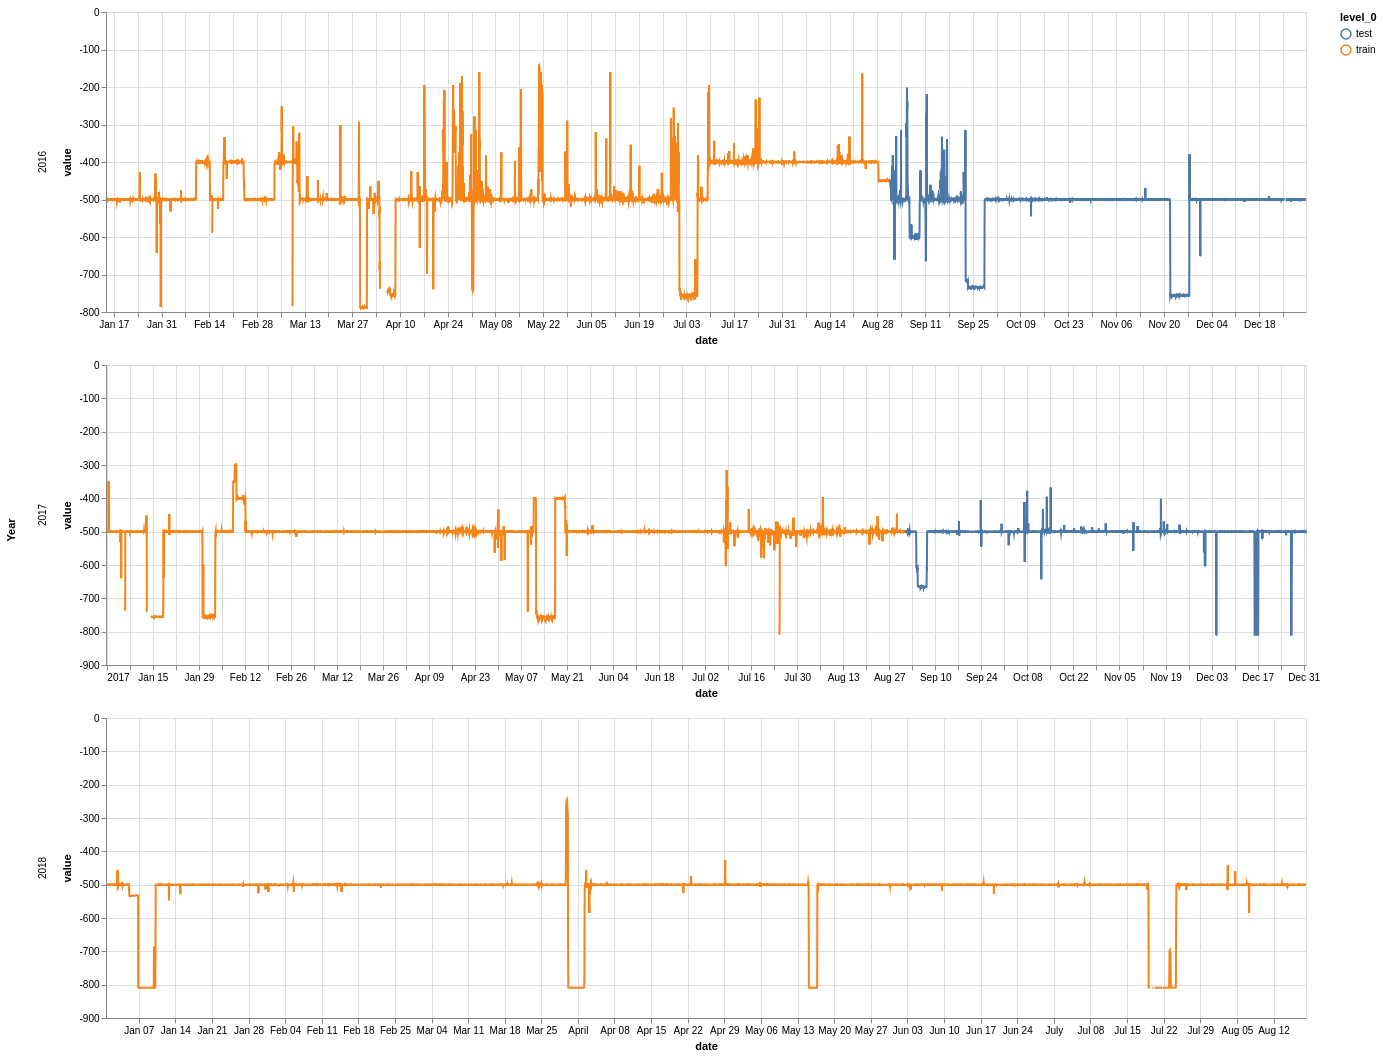 level_0
test
train
0
-100
-200
-300
-400
-500
-600
-700
-800
value
2016
Jan 17 Jan 31 Feb 14 Feb 28 Mar 13 Mar 27 Apr 10 Apr 24 May 08 May 22 Jun 05 Jun 19 Jul 03 Jul 17 Jul 31 Aug 14 Aug 28 Sep 11 Sep 25 Oct 09 Oct 23 Nov 06 Nov 20 Dec 04 Dec 18
date
0
-100
-200
-300
-400
-500
-600
-700
-800
-900
value
2017
Year
2017 Jan 15 Jan 29 Feb 12 Feb 26 Mar 12 Mar 26 Apr 09 Apr 23 May 07 May 21 Jun 04 Jun 18 Jul 02 Jul 16 Jul 30 Aug 13 Aug 27 Sep 10 Sep 24 Oct 08 Oct 22 Nov 05 Nov 19 Dec 03 Dec 17 Dec 31
date
0
-100
-200
-300
-400
-500
-600
-700
-800
-900
value
2018
Jan 07 Jan 14 Jan 21 Jan 28 Feb 04 Feb 11 Feb 18 Feb 25 Mar 04 Mar 11 Mar 18 Mar 25 April Apr 08 Apr 15 Apr 22 Apr 29 May 06 May 13 May 20 May 27 Jun 03 Jun 10 Jun 17 Jun 24 July Jul 08 Jul 15 Jul 22 Jul 29 Aug 05 Aug 12
date